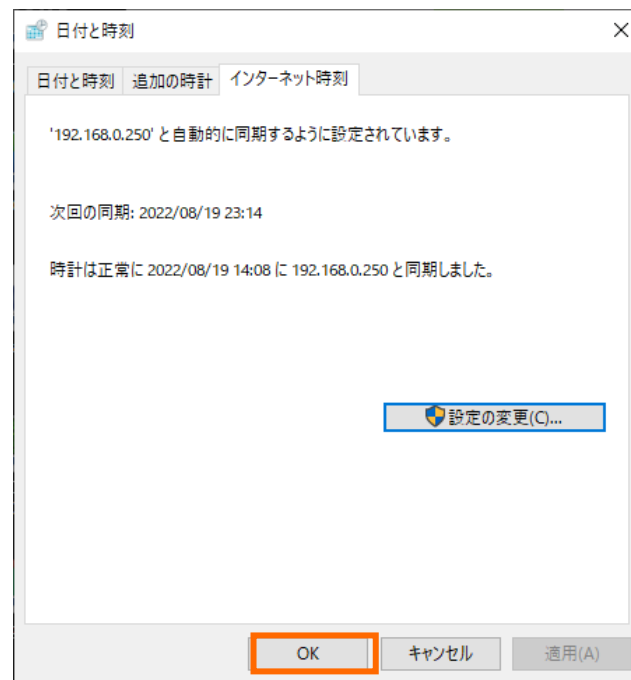 日付と時刻
日付と時刻 追加の時計 インターネット時刻
'192.168.0.250' と自動的に同期するように設定されています。
次回の同期: 2022/08/19 23:14
時計は正常に 2022/08/19 14:08 に 192.168.0.250 と同期しました。
設定の変更(C)...
OK キャンセル 適用(A)